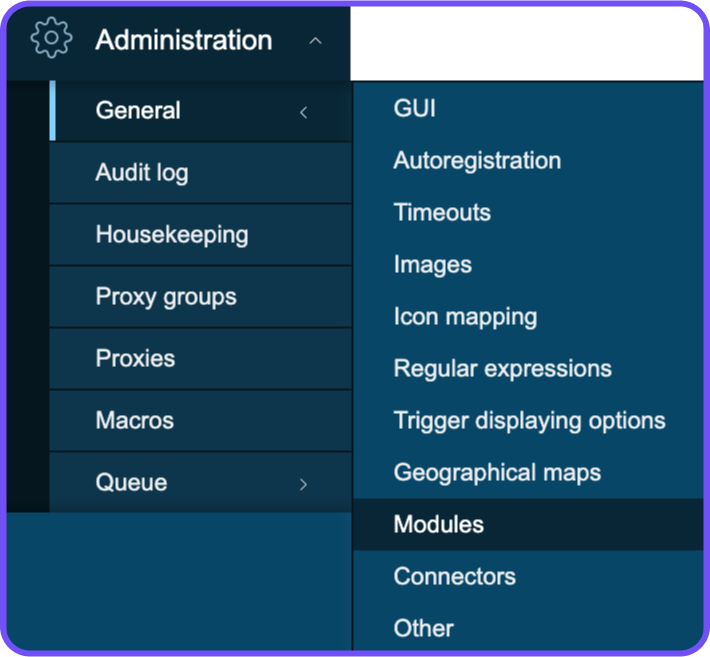 Administration
General
Audit log
Housekeeping
Proxy groups
Proxies
Macros
Queue
GUI
Autoregistration
Timeouts
Images
Icon mapping
Regular expressions
Trigger displaying options
Geographical maps
Modules
Connectors
Other